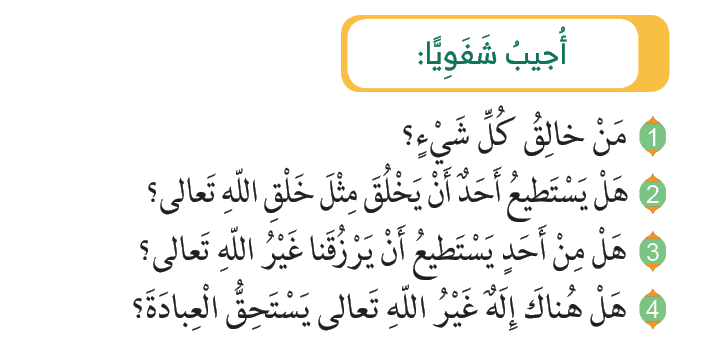 أُجيبُ شَفَوِيًّا:
1 مَنْ خالِقُ كُلِّ شَيْءٍ؟
2 هَلْ يَسْتَطيعُ أَحَدٌ أَنْ يَخْلُقَ مِثْلَ خَلْقِ اللّهِ تَعالى؟
3 هَلْ مِنْ أَحَدٍ يَسْتَطيعُ أَنْ يَرْزُقَنا غَيْرُ اللّهِ تَعالى؟
4 هَلْ هُناكَ إِلَهٌ غَيْرُ اللّهِ تَعالى يَسْتَحِقُّ الْعِبادَةَ؟